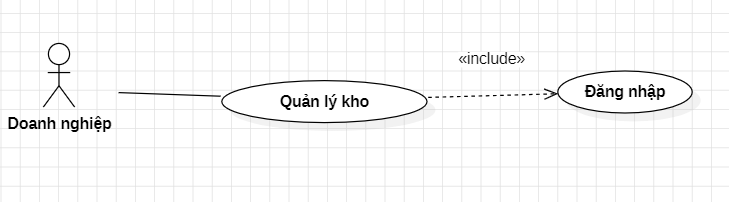 «include»
Quản lý kho
Đăng nhập
Doanh nghiệp